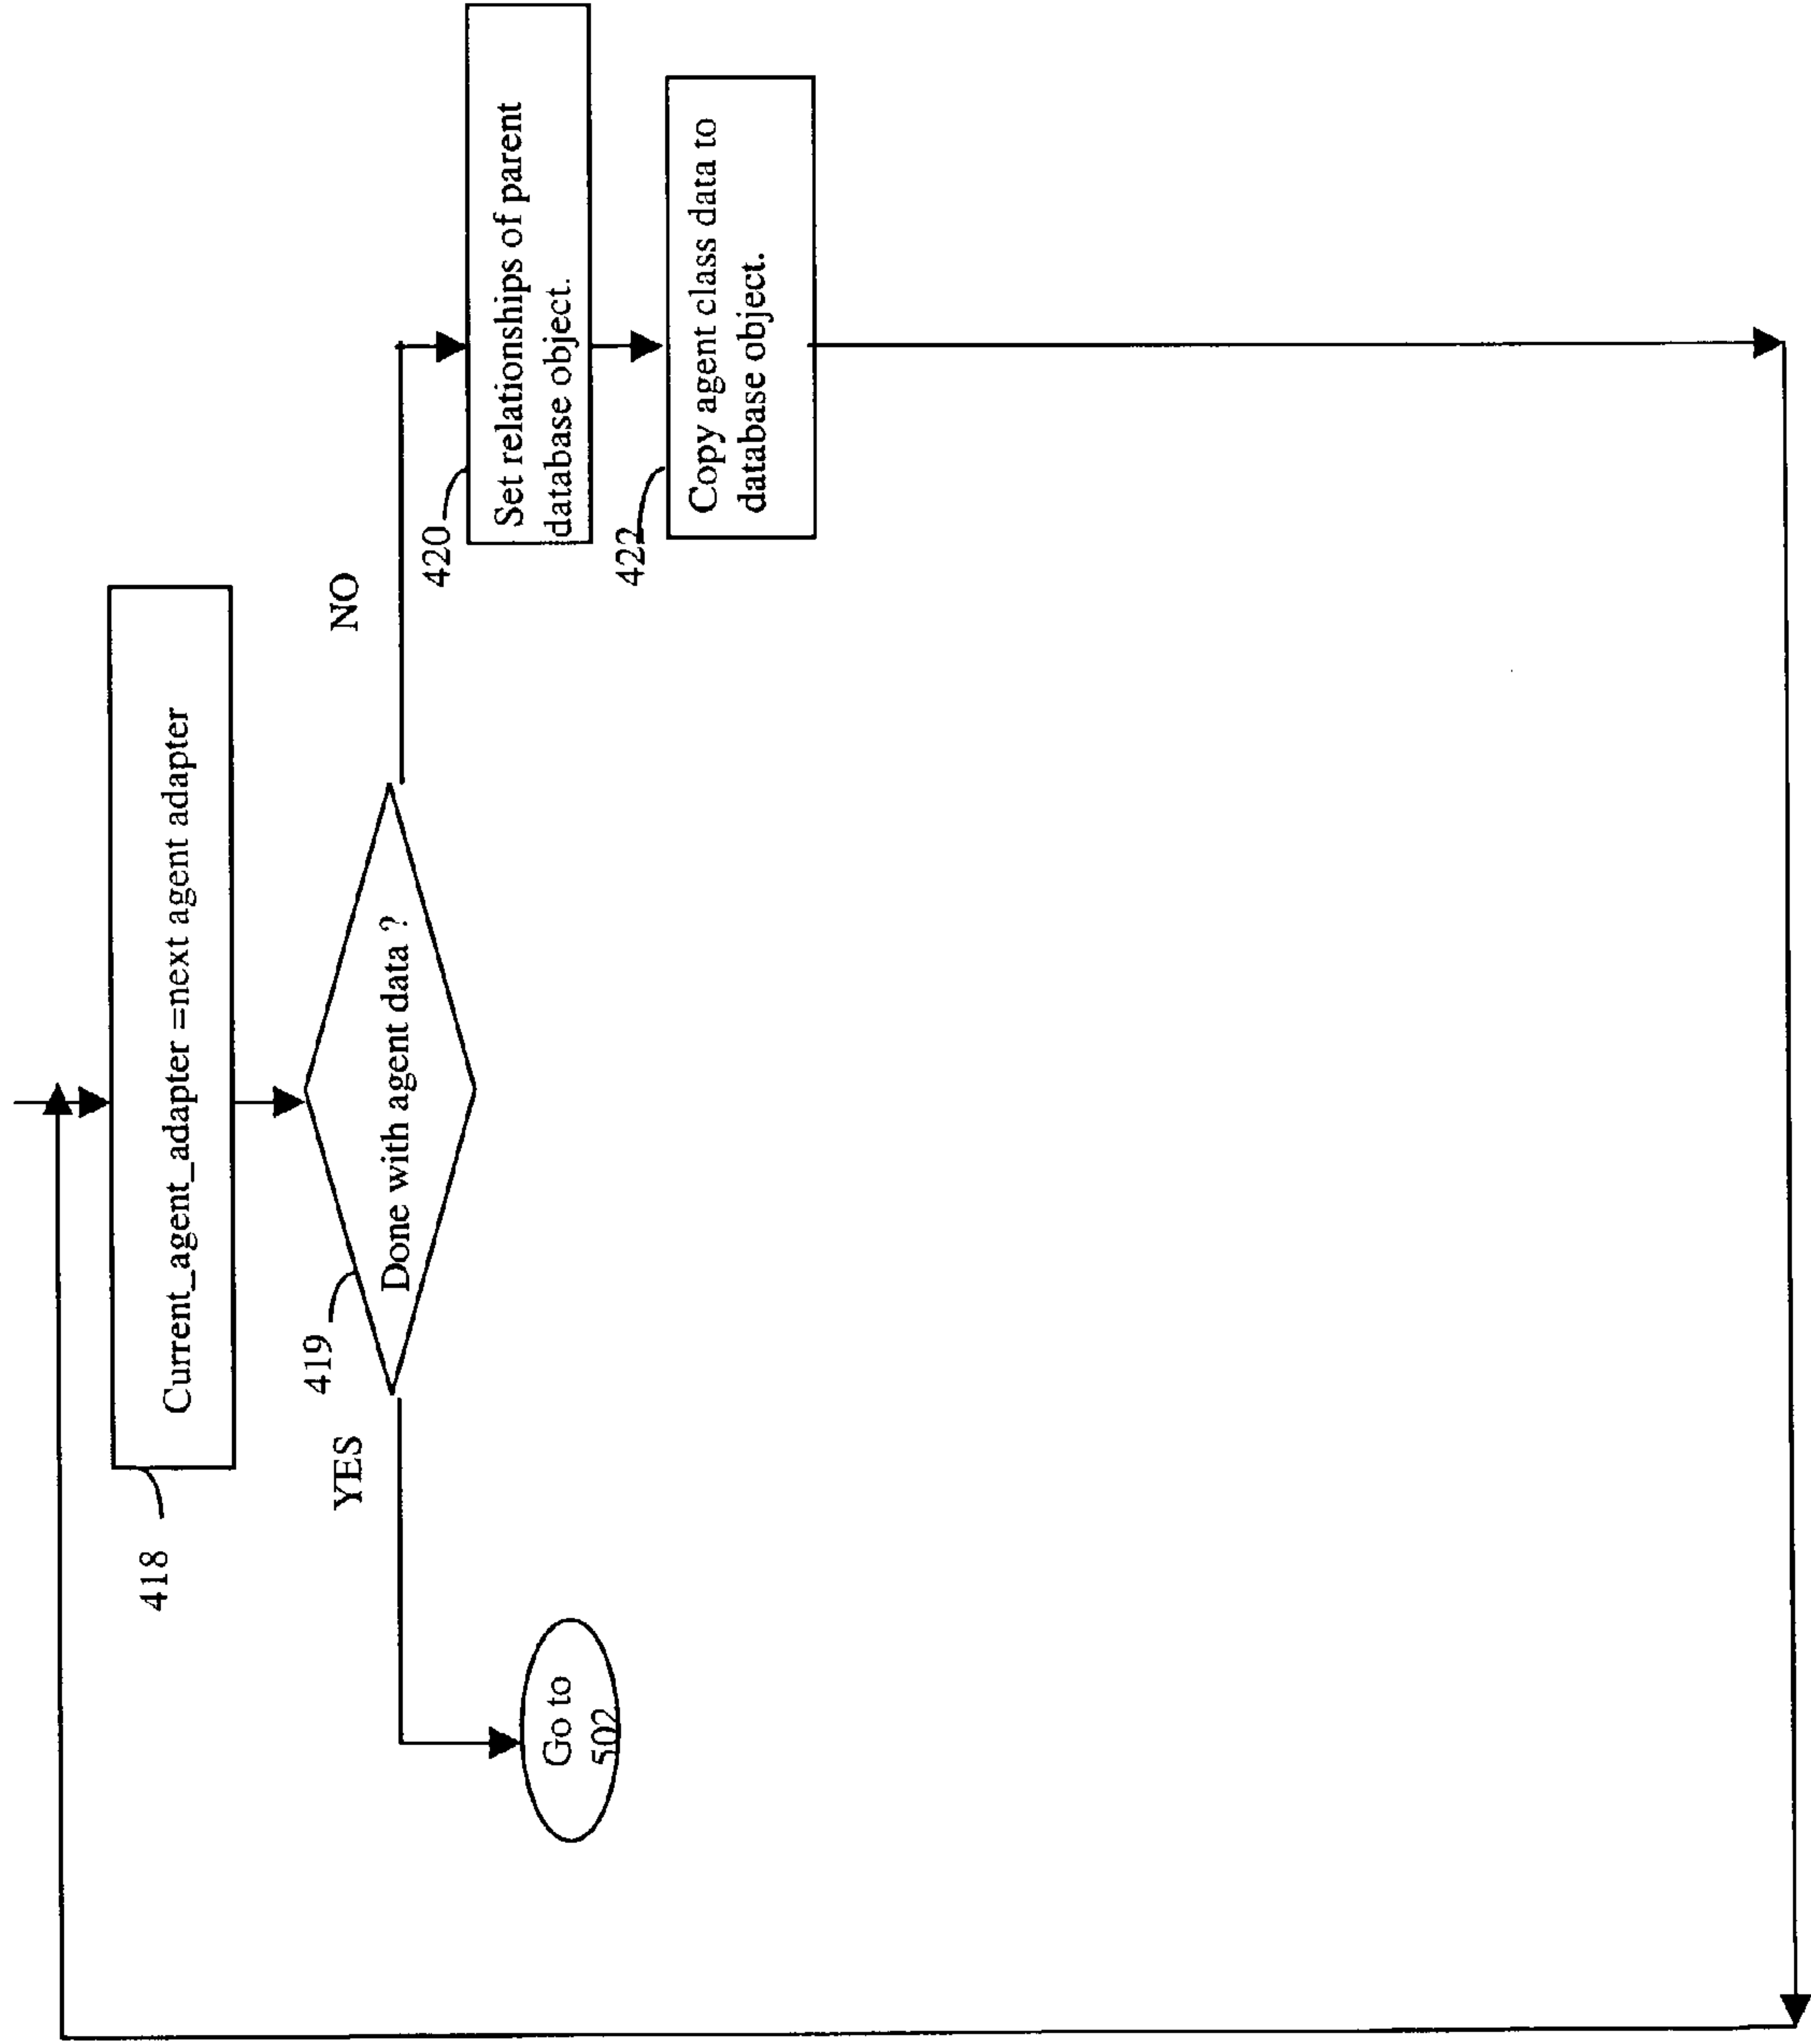 418
Current_agent_adapter =next agent adapter
419
Done with agent data ?
YES
NO
Go to
502
420
Set relationships of parent
database object.
422
Copy agent class data to
database object.